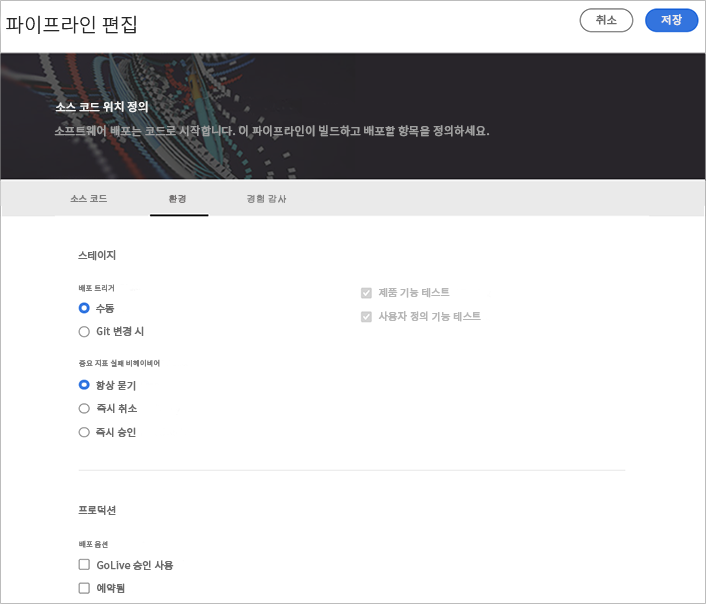 파이프라인 편집
취소
저장
소스 코드 위치 정의
소프트웨어 배포는 코드로 시작합니다. 이 파이프라인이 빌드하고 배포할 항목을 정의하세요.
소스 코드
환경
경험 감사
스테이지
배포 트리거
수동
Git 변경 시
제품 기능 테스트
사용자 정의 기능 테스트
중요 지표 실패 비헤이비어
항상 묻기
즉시 취소
즉시 승인
프로덕션
배포 옵션
GoLive 승인 사용
예약됨